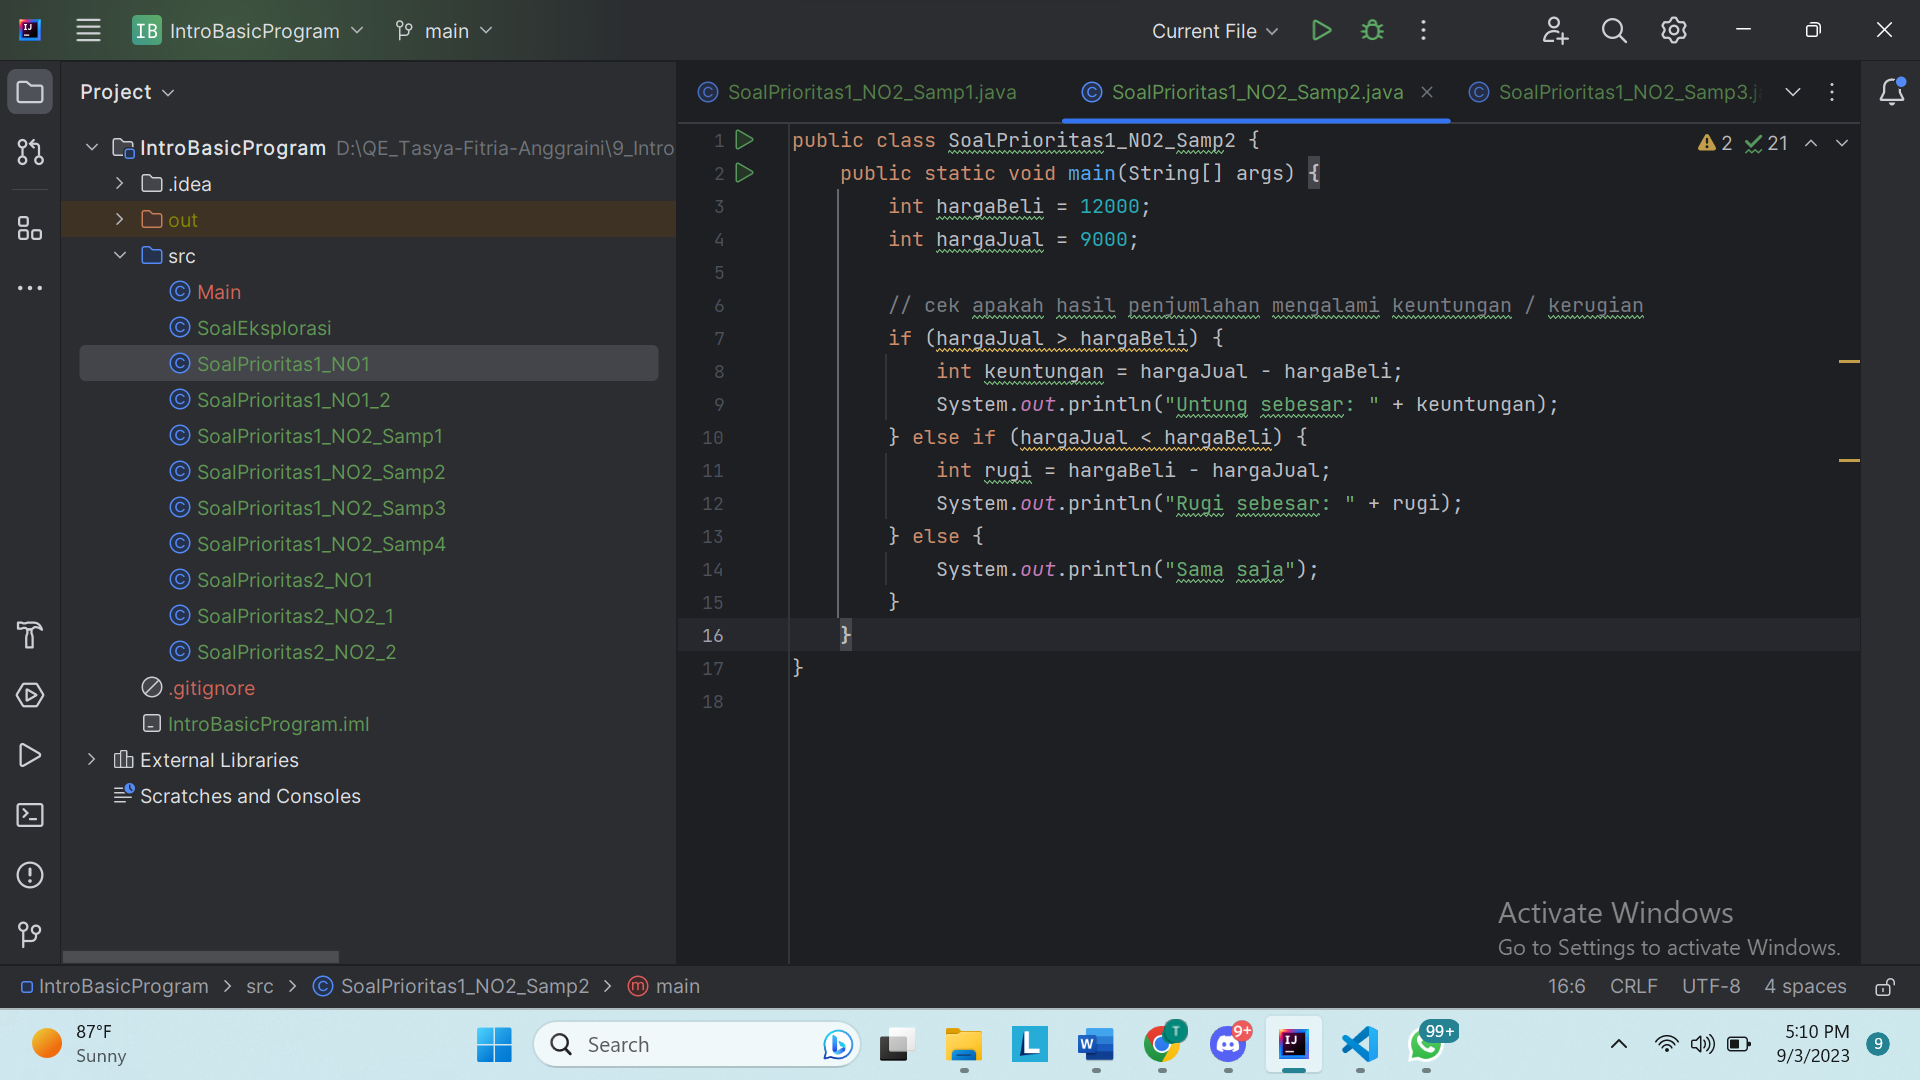 IB IntroBasicProgram main Current File
Project
SoalPrioritas1_NO2_Samp1.java SoalPrioritas1_NO2_Samp2.java SoalPrioritas1_NO2_Samp3.j
IntroBasicProgram D:\QE_Tasya-Fitria-Anggraini\9_Intro
.idea
out
src
Main
SoalEksplorasi
SoalPrioritas1_NO1
SoalPrioritas1_NO1_2
SoalPrioritas1_NO2_Samp1
SoalPrioritas1_NO2_Samp2
SoalPrioritas1_NO2_Samp3
SoalPrioritas1_NO2_Samp4
SoalPrioritas2_NO1
SoalPrioritas2_NO2_1
SoalPrioritas2_NO2_2
.gitignore
IntroBasicProgram.iml
External Libraries
Scratches and Consoles
2 21
1 public class SoalPrioritas1_NO2_Samp2 {
2 public static void main(String[] args) {
3 int hargaBeli = 12000;
4 int hargaJual = 9000;
5
6 // cek apakah hasil penjumlahan mengalami keuntungan / kerugian
7 if (hargaJual > hargaBeli) {
8 int keuntungan = hargaJual - hargaBeli;
9 System.out.println("Untung sebesar: " + keuntungan);
10 } else if (hargaJual < hargaBeli) {
11 int rugi = hargaBeli - hargaJual;
12 System.out.println("Rugi sebesar: " + rugi);
13 } else {
14 System.out.println("Sama saja");
15 }
16 }
17 }
18
Activate Windows
Go to Settings to activate Windows.
IntroBasicProgram > src > SoalPrioritas1_NO2_Samp2 > main 16:6 CRLF UTF-8 4 spaces
87°F
Sunny
Search
T
9+
99+
5:10 PM
9/3/2023
9